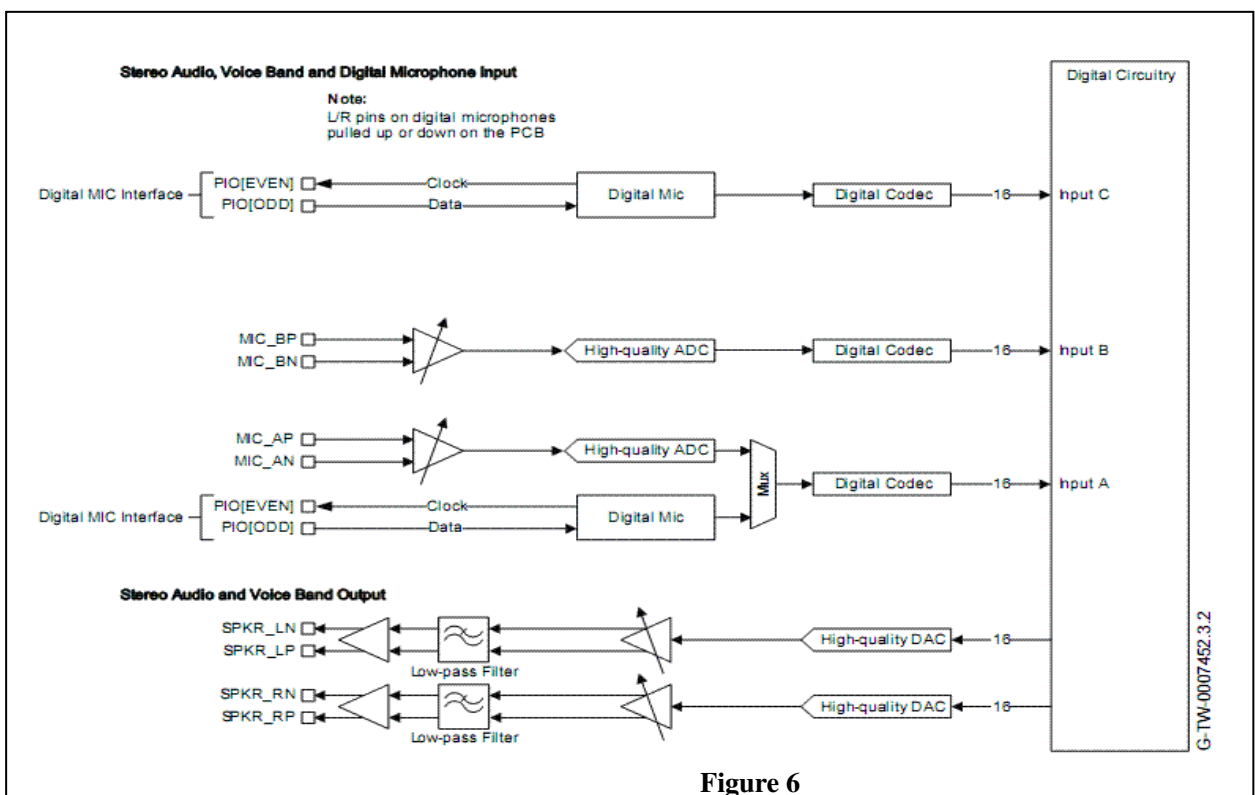 Stereo Audio, Voice Band and Digital Microphone Input
Digital Circuitry
Note:
L/R pins on digital microphones
pulled up or down on the PCB
Digital MIC Interface
PIO[EVEN]
Clock
PIO[ODD]
Data
Digital Mic
Digital Codec
16
Input C
MIC_BP
MIC_BN
High-quality ADC
Digital Codec
16
Input B
MIC_AP
MIC_AN
High-quality ADC
Mux
Digital Codec
16
Input A
Digital MIC Interface
PIO[EVEN]
Clock
PIO[ODD]
Data
Digital Mic
Stereo Audio and Voice Band Output
SPKR_LN
SPKR_LP
Low-pass Filter
High-quality DAC
16
SPKR_RN
SPKR_RP
Low-pass Filter
High-quality DAC
16
G-TW-0007452.3.2
Figure 6